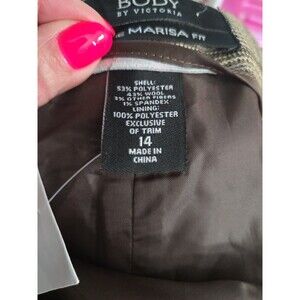 BODY
BY VICTORIA
THE MARISA FIT
SHELL:
53% POLYESTER
43% WOOL
3% OTHER FIBERS
1% SPANDEX
LINING:
100% POLYESTER
EXCLUSIVE
OF TRIM
14
MADE IN
CHINA